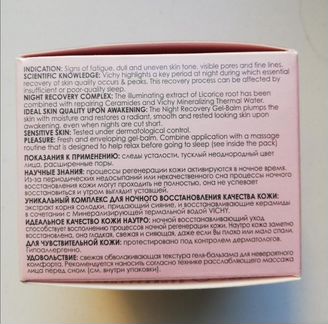 INDICATION: Signs of fatigue, dull and uneven skin tone, visible pores and fine lines.
SCIENTIFIC KNOWLEDGE: Vichy highlights a key period at night during which essential
recovery of skin quality occurs & peaks. This recovery process can be affected by
insufficient or poor-quality sleep.
NIGHT RECOVERY COMPLEX: The illuminating extract of Licorice root has been
combined with repairing Ceramides and Vichy Mineralizing Thermal Water.
IDEAL SKIN QUALITY UPON AWAKENING: The Night Recovery Gel-Balm plumps the
skin with moisture and restores a radiant, smooth and rested looking skin upon
awakening, even when nights are cut short.
SENSITIVE SKIN: Tested under dermatological control.
PLEASURE: Fresh and enveloping gel-balm. Combine application with a massage
routine that is designed to help relax before going to sleep (see inside the pack)
ПОКАЗАНИЯ К ПРИМЕНЕНИЮ: следы усталости, тусклый неоднородный цвет
лица, расширенные поры.
НАУЧНЫЕ ЗНАНИЯ: процессы регенерации кожи активируются в ночное время.
Из-за периодических недосыпаний или некачественного сна процессы ночного
восстановления кожи могут проходить не полностью, она не успевает
восстановиться и утром выглядит уставшей.
УНИКАЛЬНЫЙ КОМПЛЕКС ДЛЯ НОЧНОГО ВОССТАНОВЛЕНИЯ КАЧЕСТВА КОЖИ:
экстракт корня солодки, придающий сияние, и восстанавливающие керамиды
в сочетании с Минерализующей термальной водой VICHY.
ИДЕАЛЬНОЕ КАЧЕСТВО КОЖИ НАУТРО: ночной восстанавливающий уход
способствует восполнению процессов ночной регенерации кожи. Наутро кожа заметно
восстановлена, она гладкая, свежая и сияющая, даже если Вы плохо или мало спали.
ДЛЯ ЧУВСТВИТЕЛЬНОЙ КОЖИ: протестировано под контролем дерматологов.
Гипоаллергенно.
УДОВОЛЬСТВИЕ: свежая обволакивающая текстура геля-бальзама для невероятного
комфорта. Рекомендуется наносить согласно технике расслабляющего массажа
лица перед сном (см. внутри упаковки).